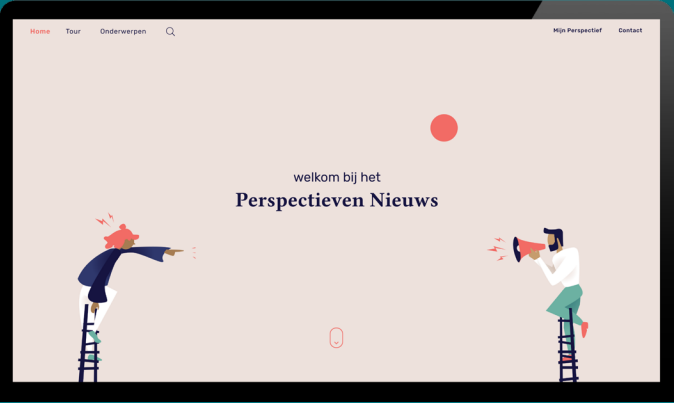 Home Tour Onderwerpen Mijn Perspectief Contact
welkom bij het
Perspectieven Nieuws